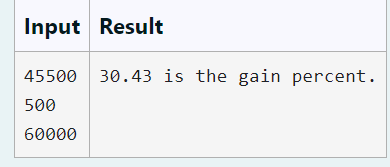 Input Result
45500 30.43 is the gain percent.
500
60000